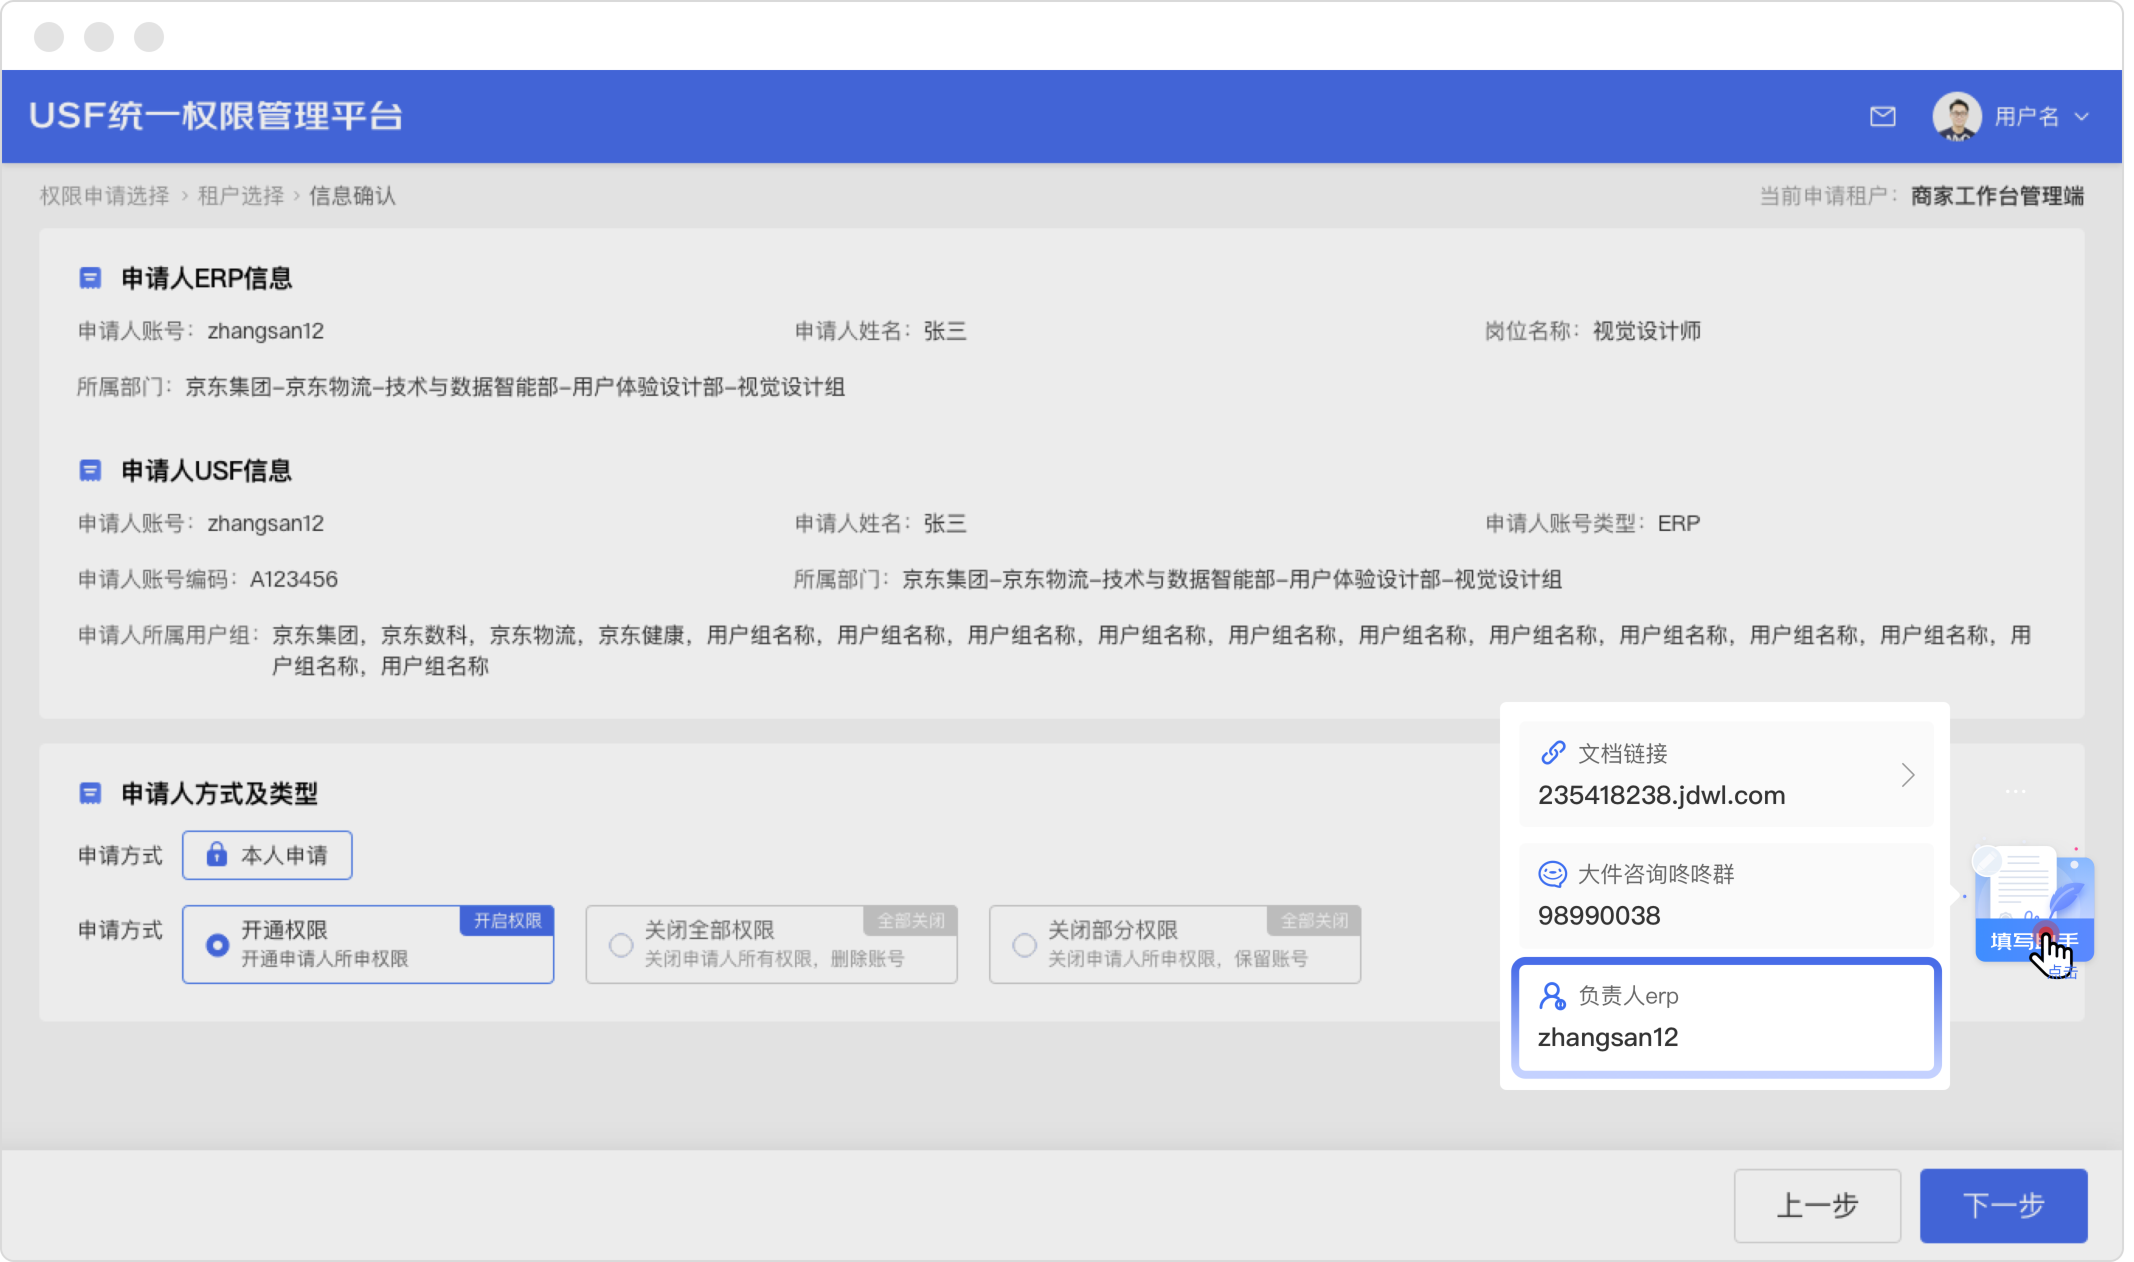 USF统一权限管理平台
用户名
权限申请选择 > 租户选择 > 信息确认
当前申请租户：商家工作台管理端
申请人ERP信息
申请人账号：zhangsan12
申请人姓名：张三
岗位名称：视觉设计师
所属部门：京东集团-京东物流-技术与数据智能部-用户体验设计部-视觉设计组
申请人USF信息
申请人账号：zhangsan12
申请人姓名：张三
申请人账号类型：ERP
申请人账号编码：A123456
所属部门：京东集团-京东物流-技术与数据智能部-用户体验设计部-视觉设计组
申请人所属用户组：京东集团，京东数科，京东物流，京东健康，用户组名称，用户组名称，用户组名称，用户组名称，用户组名称，用户组名称，用户组名称，用户组名称，用户组名称，用户组名称，用
户组名称，用户组名称
申请人方式及类型
申请方式
本人申请
申请方式
开通权限
开启权限
开通申请人所申权限
关闭全部权限
全部关闭
关闭申请人所有权限，删除账号
关闭部分权限
全部关闭
关闭申请人所申权限，保留账号
文档链接
235418238.jdwl.com
大件咨询咚咚群
98990038
负责人erp
zhangsan12
填写 手
点击
上一步
下一步